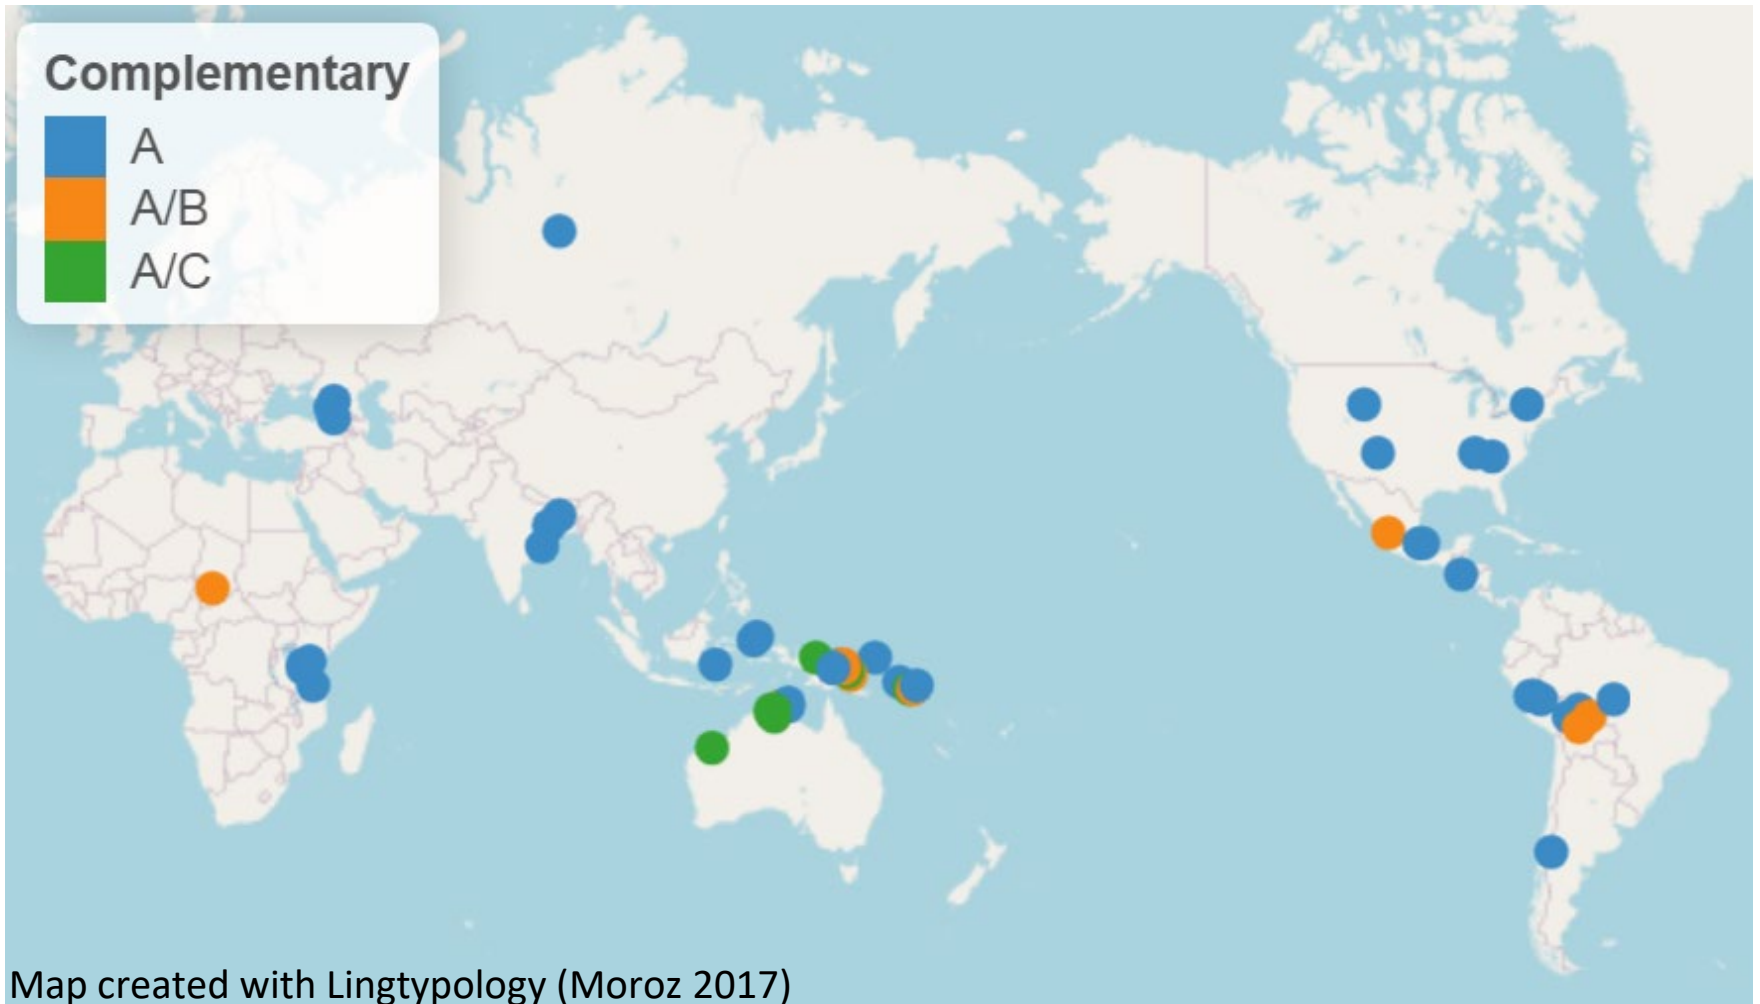 Complementary
A
A/B
A/C
Map created with Lingtypology (Moroz 2017)